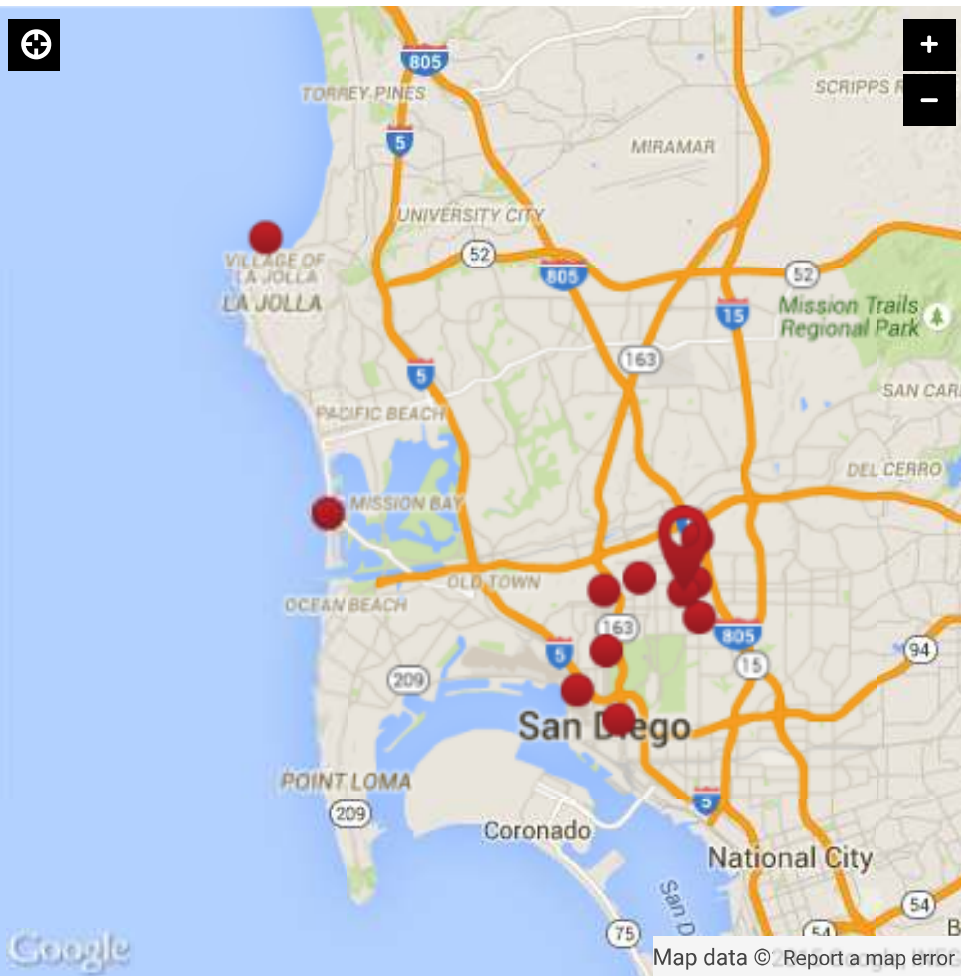 +
805
TORREY PINES
SCRIPPS
−
5
MIRAMAR
UNIVERSITY CITY
52
VILLAGE OF
LA JOLLA
805
52
LA JOLLA
15
Mission Trails
Regional Park
163
5
SAN CAR
PACIFIC BEACH
DEL CERRO
MISSION BAY
OLD TOWN
OCEAN BEACH
163
805
5
94
15
209
San Diego
POINT LOMA
5
209
Coronado
National City
San D
54
75
54
B
Google
Map data © Report a map error